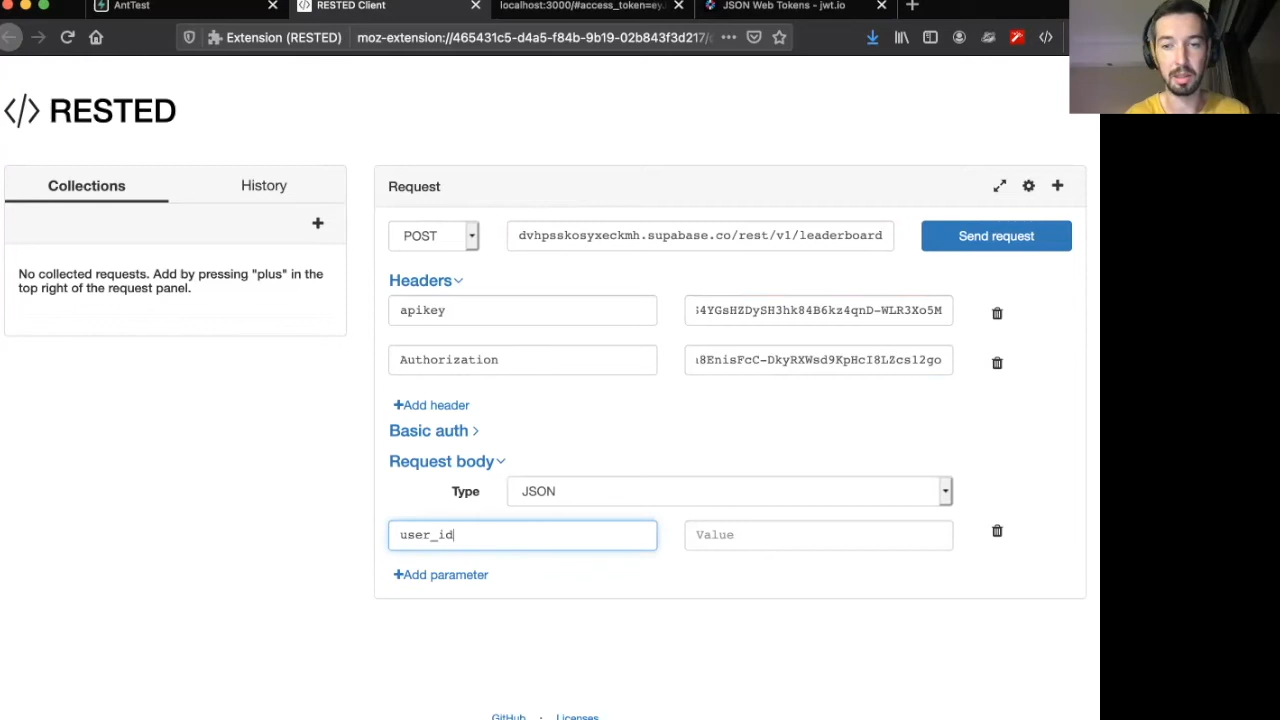 AntTest
RESTED Client
localhost:3000/#access_token=ey.
JSON Web Tokens - jwt.io
Extension (RESTED)
moz-extension://465431c5-d4a5-f84b-9b19-02b843f3d217/
</> RESTED
Collections
History
No collected requests. Add by pressing "plus" in the
top right of the request panel.
Request
POST
dvhpsskosyxeckmh.supabase.co/rest/v1/leaderboard
Send request
Headers
apikey
i4YGsHZDySH3hk84B6kz4qnD-WLR3Xo5M
Authorization
8EnisFcC-DkyRXWsd9KpHcI8LZcs12go
+Add header
Basic auth >
Request body
Type
JSON
user_id
Value
+Add parameter
GitHub · Licenses